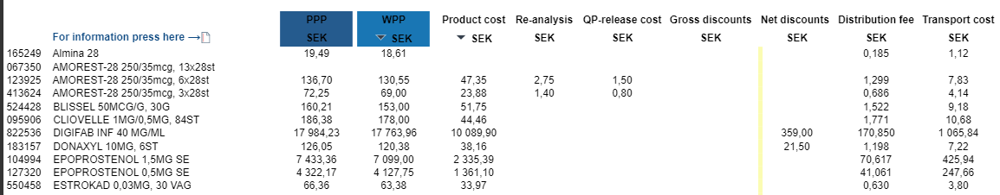 PPP WPP Product cost Re-analysis QP-release cost Gross discounts Net discounts Distribution fee Transport cost
For information press here → SEK SEK SEK SEK SEK SEK SEK SEK SEK
165249 Almina 28 19,49 18,61 0,185 1,12
067350 AMOREST-28 250/35mcg, 13x28st
123925 AMOREST-28 250/35mcg, 6x28st 136,70 130,55 47,35 2,75 1,50 1,299 7,83
413624 AMOREST-28 250/35mcg, 3x28st 72,25 69,00 23,88 1,40 0,80 0,686 4,14
524428 BLISSEL 50MCG/G, 30G 160,21 153,00 51,75 1,522 9,18
095906 CLIOVELLE 1MG/0,5MG, 84ST 186,38 178,00 44,46 1,771 10,68
822536 DIGIFAB INF 40 MG/ML 17 984,23 17 763,96 10 089,90 359,00 170,850 1 065,84
183157 DONAXYL 10MG, 6ST 126,05 120,38 38,16 21,50 1,198 7,22
104994 EPOPROSTENOL 1,5MG SE 7 433,36 7 099,00 2 335,39 70,617 425,94
127320 EPOPROSTENOL 0,5MG SE 4 322,17 4 127,75 1 361,10 41,061 247,66
550458 ESTROKAD 0,03MG, 30 VAG 66,36 63,38 33,97 0,630 3,80